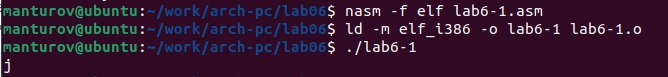 manturov@ubuntu:~/work/arch-pc/lab06$ nasm -f elf lab6-1.asm
manturov@ubuntu:~/work/arch-pc/lab06$ ld -m elf_i386 -o lab6-1 lab6-1.o
manturov@ubuntu:~/work/arch-pc/lab06$ ./lab6-1
j